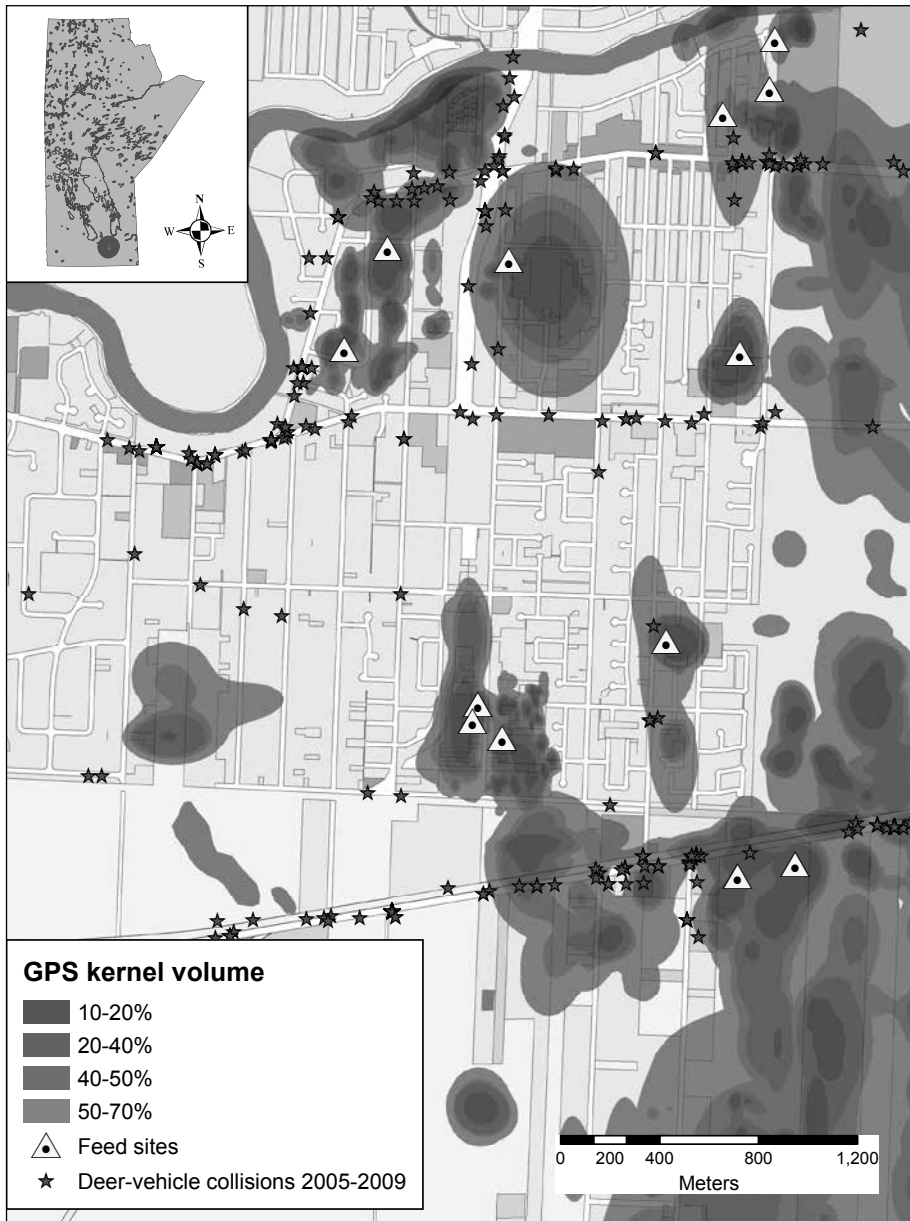 N
W E
S
GPS kernel volume
10-20%
20-40%
40-50%
50-70%
Feed sites
Deer-vehicle collisions 2005-2009
0 200 400 800 1,200
Meters